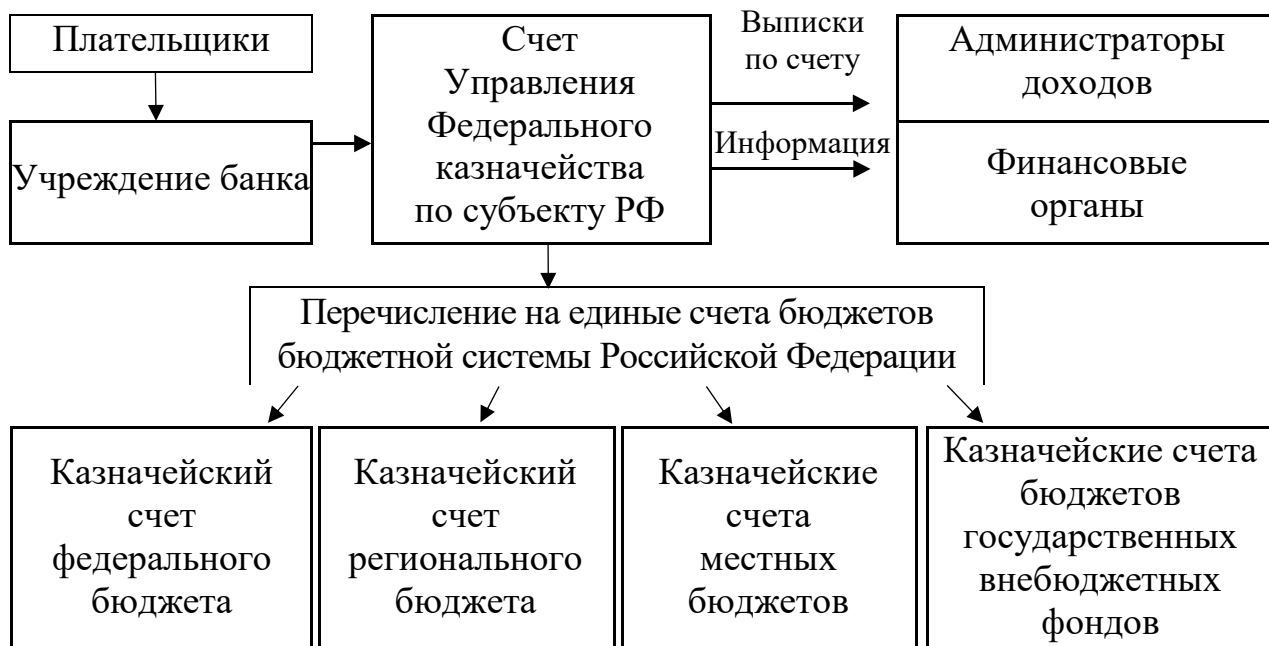 Плательщики
Учреждение банка
Счет
Управления
Федерального
казначейства
по субъекту РФ
Выписки
по счету
Информация
Администраторы
доходов
Финансовые
органы
Перечисление на единые счета бюджетов
бюджетной системы Российской Федерации
Казначейский
счет
федерального
бюджета
Казначейский
счет
регионального
бюджета
Казначейские
счета
местных
бюджетов
Казначейские счета
бюджетов
государственных
внебюджетных
фондов